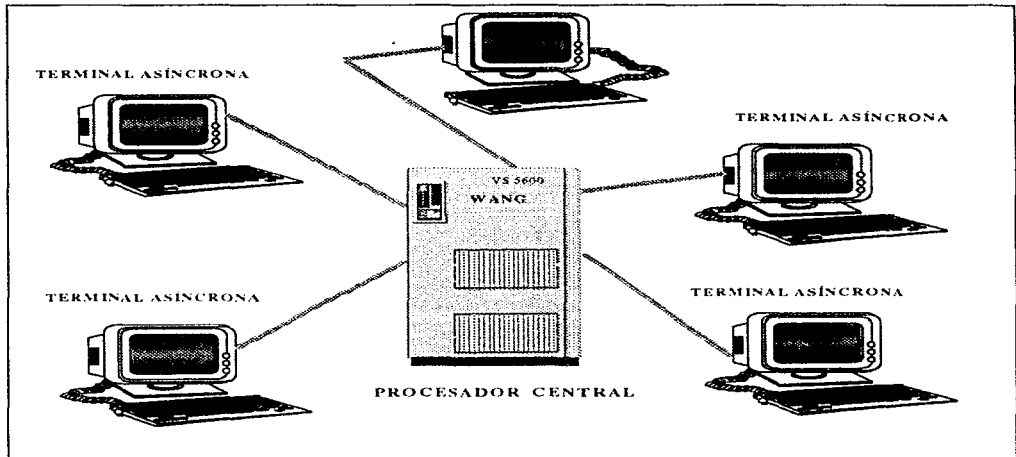 TERMINAL ASÍNCRONA
TERMINAL ASÍNCRONA
VS 5600
WANG
TERMINAL ASÍNCRONA
TERMINAL ASÍNCRONA
PROCESADOR CENTRAL